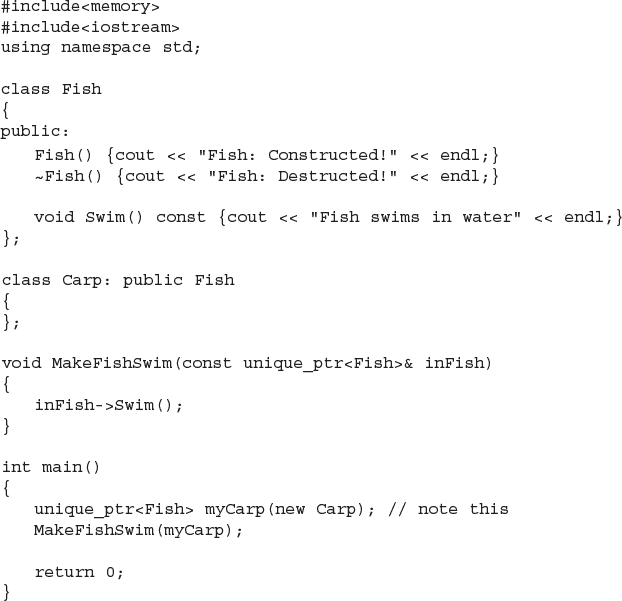 #include<memory>
#include<iostream>
using namespace std;
class Fish
{
public:
Fish() {cout << "Fish: Constructed!" << endl;}
~Fish() {cout << "Fish: Destructed!" << endl;}
void Swim() const {cout << "Fish swims in water" << endl;}
};
class Carp: public Fish
{
};
void MakeFishSwim(const unique_ptr<Fish>& inFish)
{
inFish->Swim();
}
int main()
{
unique_ptr<Fish> myCarp(new Carp); // note this
MakeFishSwim(myCarp);
return 0;
}